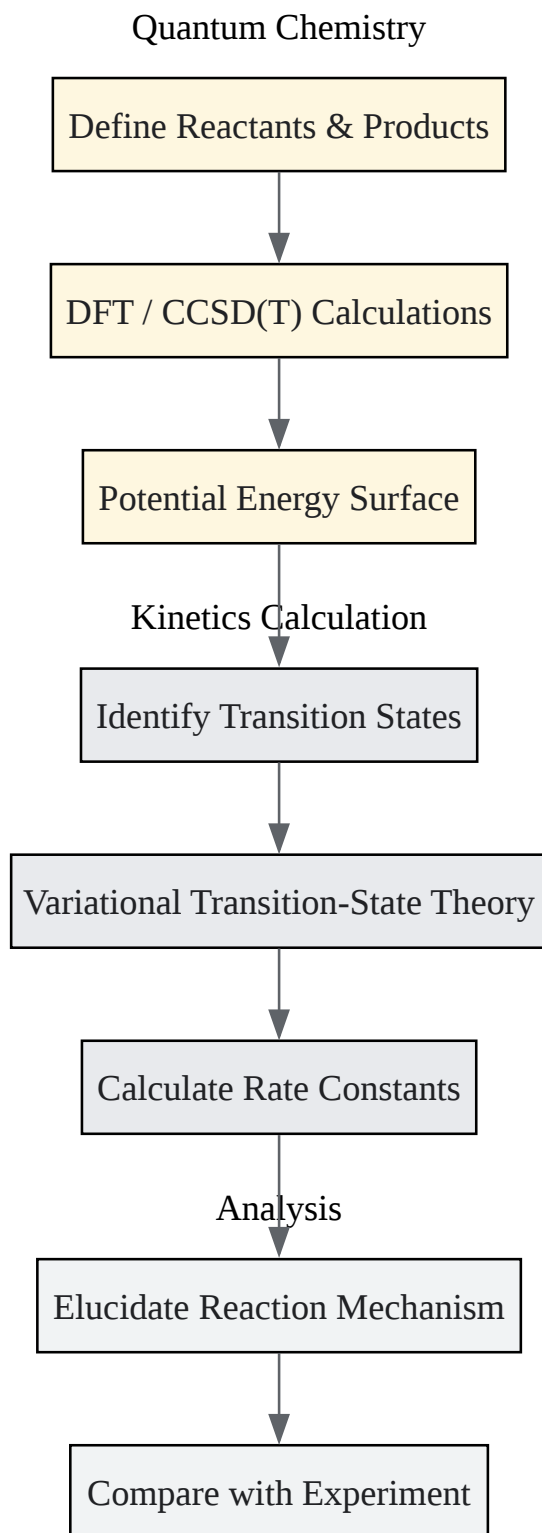 Quantum Chemistry
Define Reactants & Products
DFT / CCSD(T) Calculations
Potential Energy Surface
Kinetics Calculation
Identify Transition States
Variational Transition-State Theory
Calculate Rate Constants
Analysis
Elucidate Reaction Mechanism
Compare with Experiment